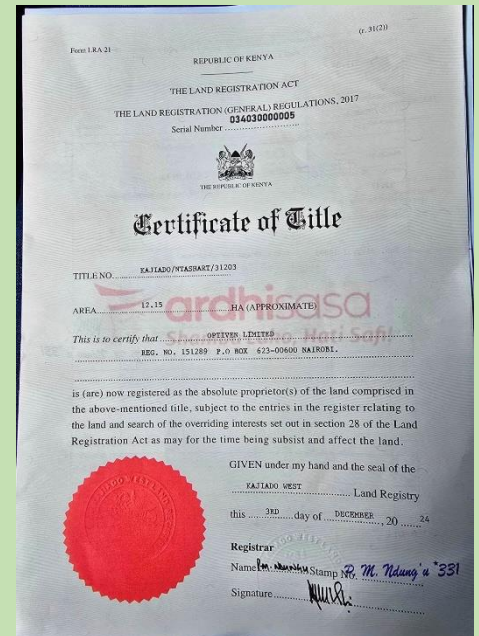 (r. 31(2))
Form LRA 21
REPUBLIC OF KENYA
THE LAND REGISTRATION ACT
THE LAND REGISTRATION (GENERAL) REGULATIONS, 2017
Serial Number 034030000005
THE REPUBLIC OF KENYA
Certificate of Title
TITLE NO. KAJIADO/NTASHART/31203
ardhisasa
AREA 12.15 HA (APPROXIMATE)
This is to certify that OPTIVEN LIMITED
REG. NO. 151289 P.O BOX 623-00600 NAIROBI.
is (are) now registered as the absolute proprietor(s) of the land comprised in
the above-mentioned title, subject to the entries in the register relating to
the land and search of the overriding interests set out in section 28 of the Land
Registration Act as may for the time being subsist and affect the land.
GIVEN under my hand and the seal of the
KAJIADO WEST Land Registry
this 3RD day of DECEMBER, 20 24
Registrar
Name Stamp No. R. M. Ndung'u *331
Signature